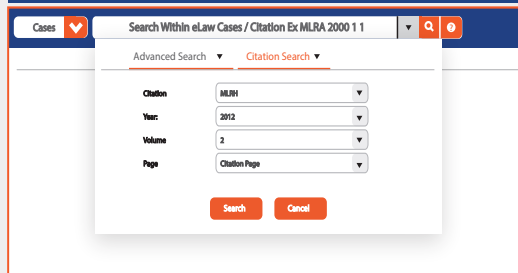 Cases Search Within eLaw Cases / Citation Ex MLRA 2000 1 1
Advanced Search Citation Search
Citation MLRH
Year: 2012
Volume 2
Page Citation Page
Search Cancel